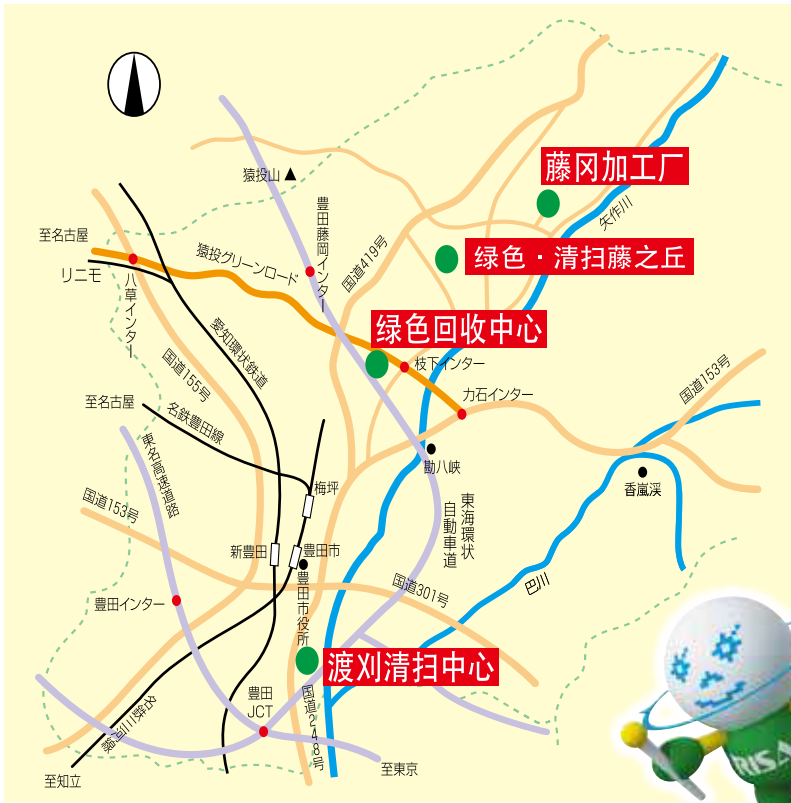 藤冈加工厂
猿投山
豊田藤岡インター
矢作川
至名古屋
猿投グリーンロード
国道419号
绿色・清扫藤之丘
リニモ
八草インター
绿色回收中心
愛知環状鉄道
国道155号
枝下インター
国道153号
力石インター
至名古屋
名鉄豊田線
東名高速道路
勘八峡
香嵐渓
梅坪
国道153号
東海環状
自動車道
新豊田
豊田市
豊田市役所
国道301号
巴川
豊田インター
渡刈清扫中心
豊田
JCT
国道248号
名鉄三河線
至知立
至東京
RISA